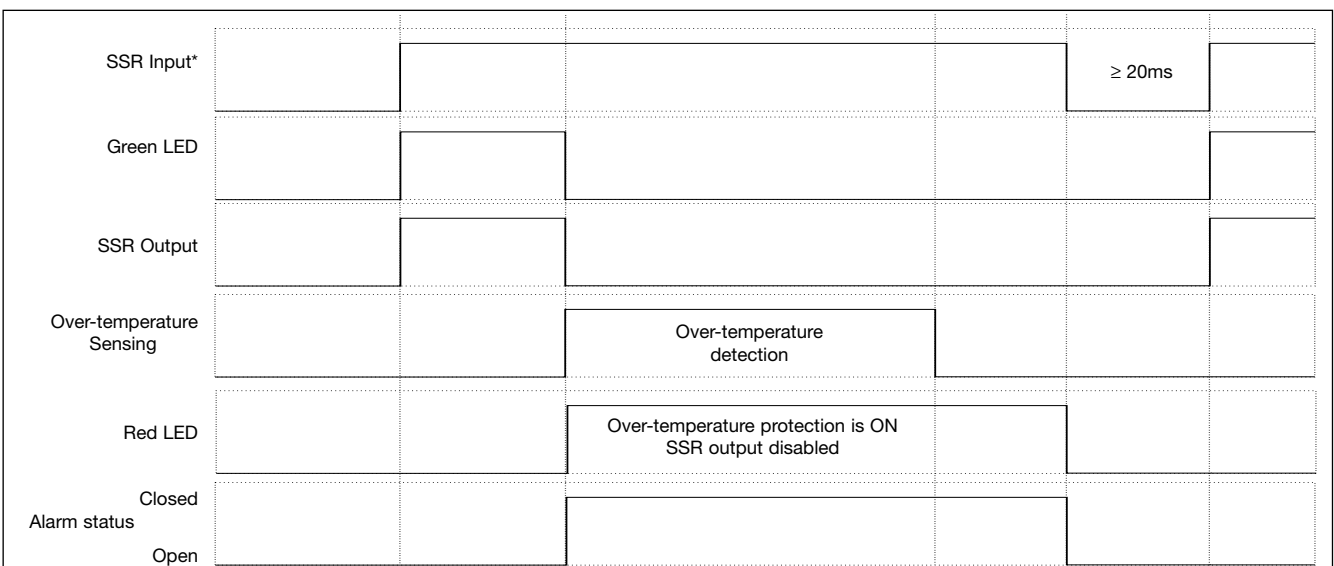 SSR Input*
≥ 20ms
Green LED
SSR Output
Over-temperature
Sensing
Over-temperature
detection
Red LED
Over-temperature protection is ON
SSR output disabled
Closed
Alarm status
Open